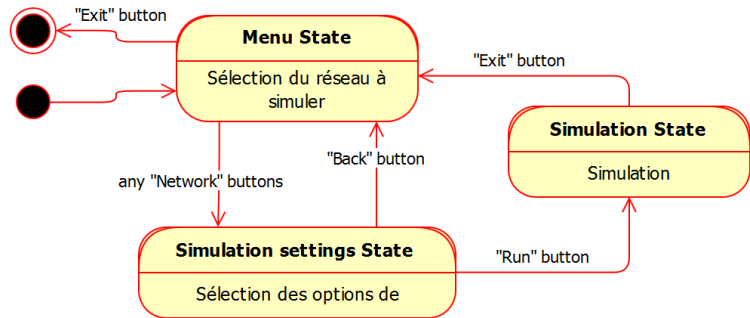 "Exit" button
Menu State
Sélection du réseau à
simuler
"Exit" button
Simulation State
Simulation
"Back" button
any "Network" buttons
Simulation settings State
Sélection des options de
"Run" button